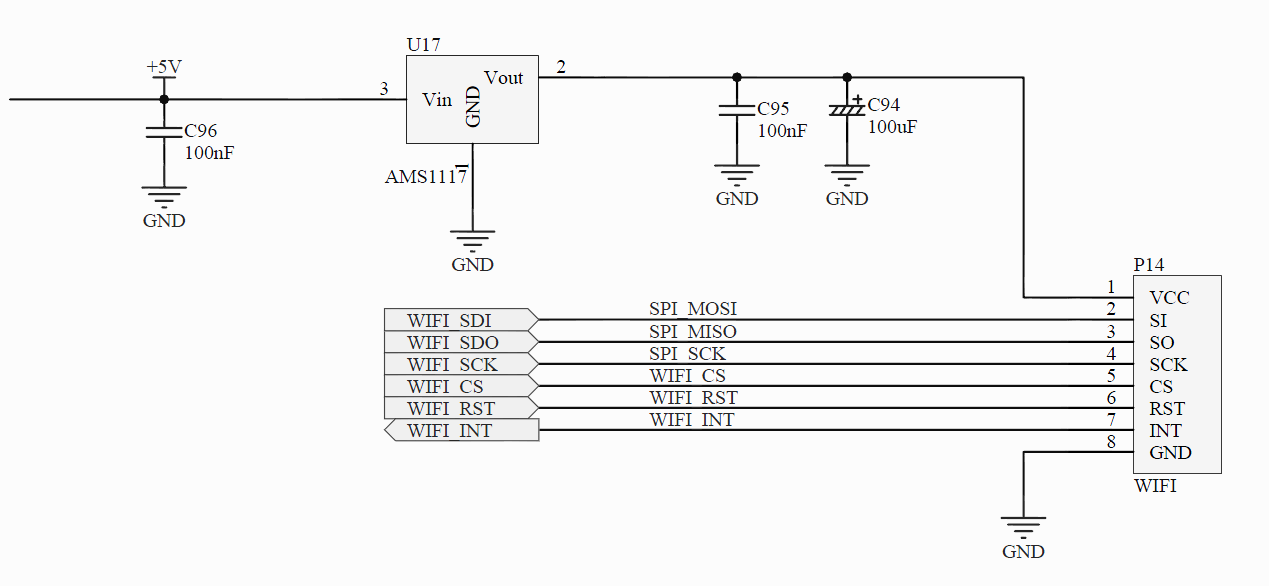 U17
+5V
3
Vin
GND
Vout
2
C96
100nF
C95
100nF
+
C94
100uF
AMS1117
1
GND
GND
GND
GND
P14
1
VCC
WIFI_SDI
SPI_MOSI
2
SI
WIFI_SDO
SPI_MISO
3
SO
WIFI_SCK
SPI_SCK
4
SCK
WIFI_CS
WIFI_CS
5
CS
WIFI_RST
WIFI_RST
6
RST
WIFI_INT
WIFI_INT
7
INT
8
GND
WIFI
GND